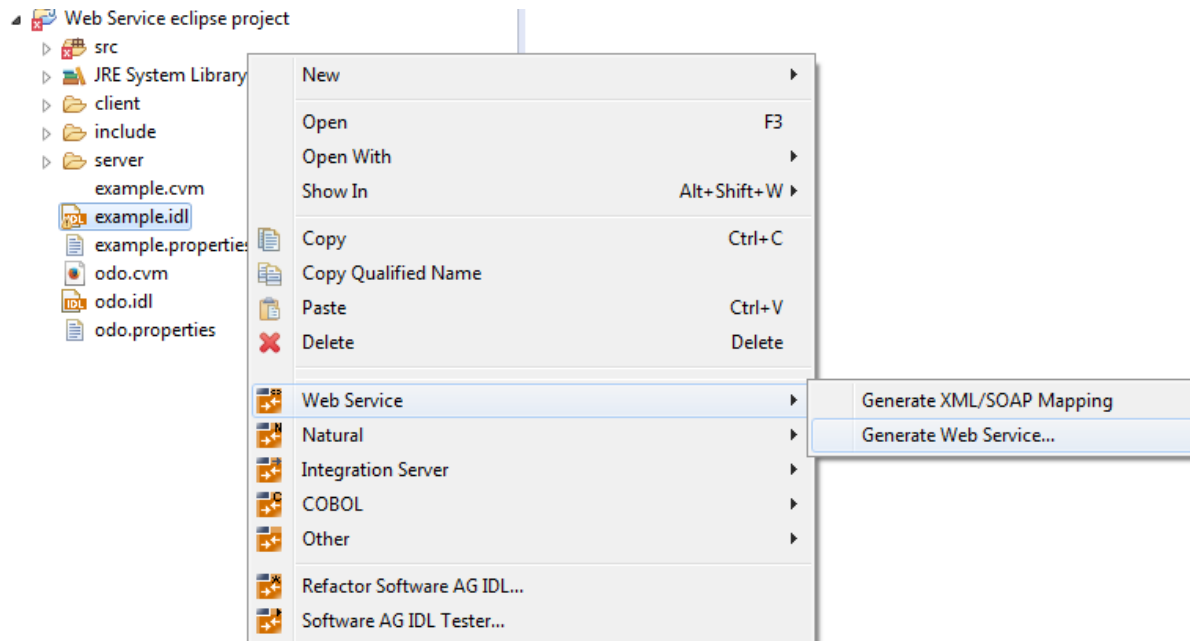 Web Service eclipse project
src
JRE System Library
client
include
server
example.cvm
example.idl
example.properties
odo.cvm
odo.idl
odo.properties
New
Open F3
Open With
Show In Alt+Shift+W
Copy Ctrl+C
Copy Qualified Name
Paste Ctrl+V
Delete Delete
Web Service
Natural
Integration Server
COBOL
Other
Refactor Software AG IDL...
Software AG IDL Tester...
Generate XML/SOAP Mapping
Generate Web Service...